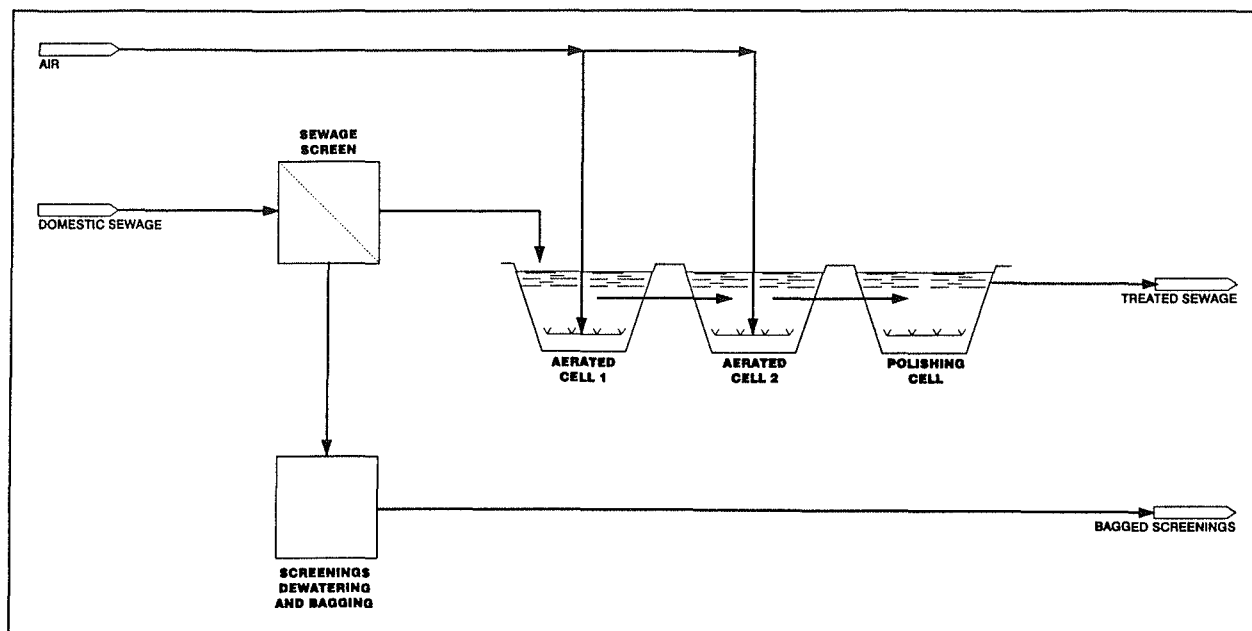 AIR
SEWAGE
SCREEN
DOMESTIC SEWAGE
TREATED SEWAGE
AERATED
CELL 1
AERATED
CELL 2
POLISHING
CELL
BAGGED SCREENINGS
SCREENINGS
DEWATERING
AND BAGGING